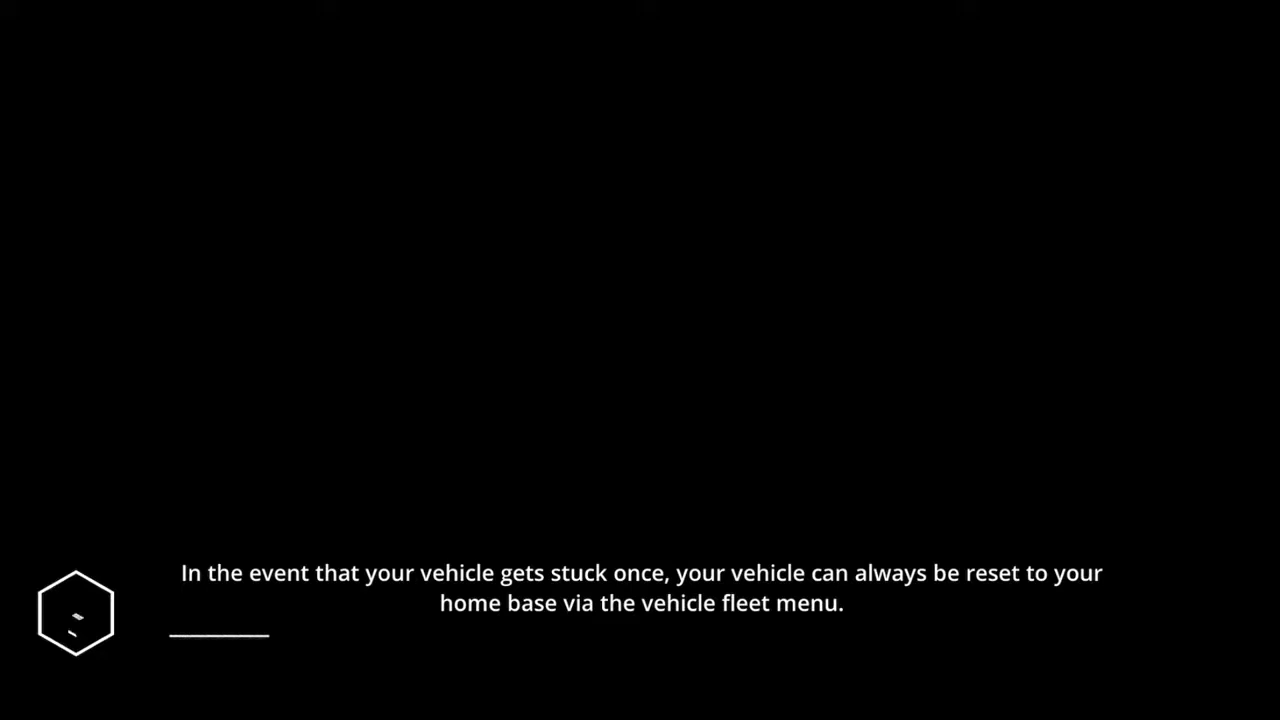 In the event that your vehicle gets stuck once, your vehicle can always be reset to your
home base via the vehicle fleet menu.